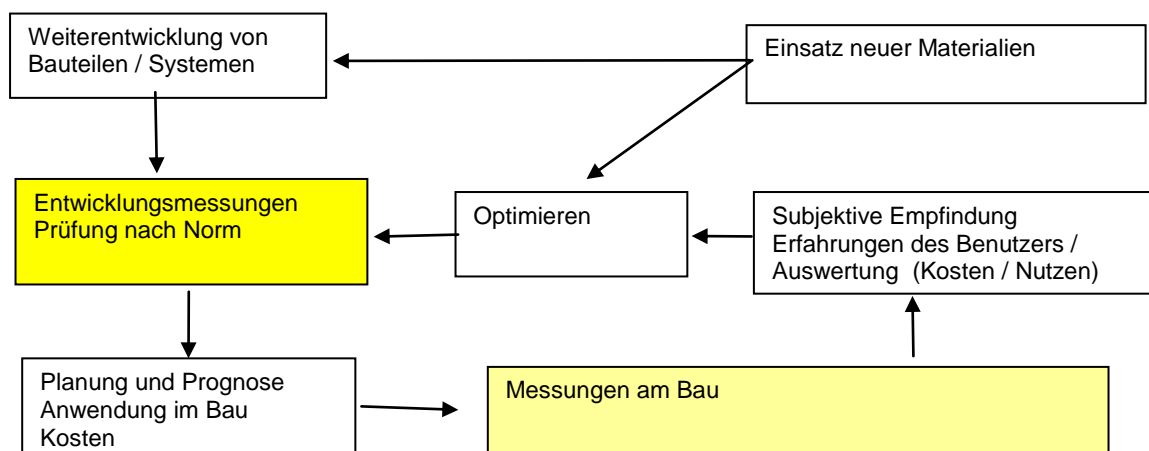 Weiterentwicklung von
Bauteilen / Systemen
Einsatz neuer Materialien
Entwicklungsmessungen
Prüfung nach Norm
Optimieren
Subjektive Empfindung
Erfahrungen des Benutzers /
Auswertung (Kosten / Nutzen)
Planung und Prognose
Anwendung im Bau
Kosten
Messungen am Bau